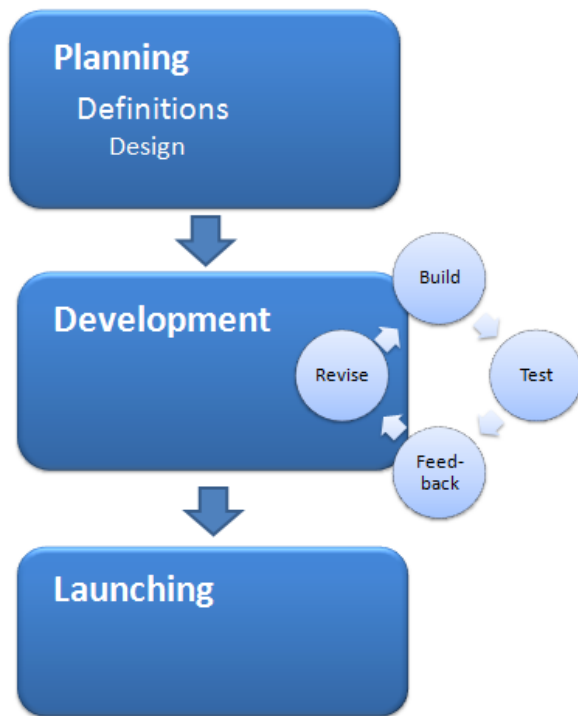 Planning
Definitions
Design
Development
Build
Revise
Test
Feed-
back
Launching